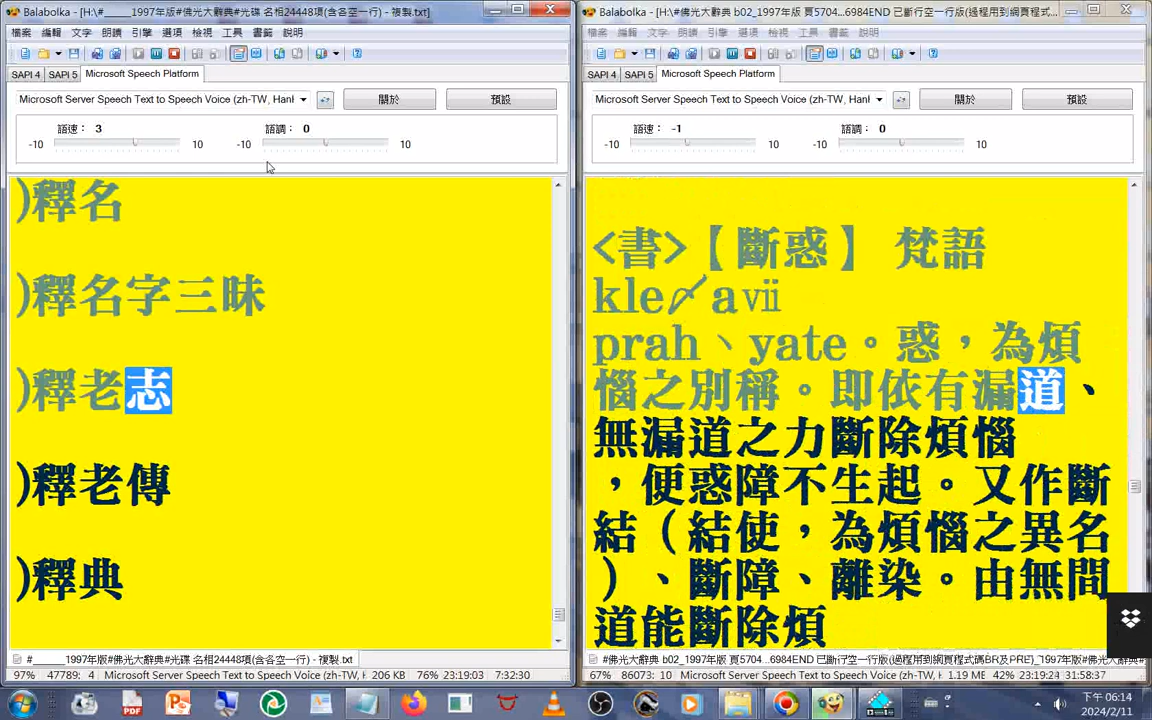 Balabolka - [H:\#_____1997年版#佛光大辭典#光碟 名相24448項(含各空一行) - 複製.txt]
檔案 編輯 文字 朗讀 引擎 選項 檢視 工具 書籤 說明
SAPI 4 SAPI 5 Microsoft Speech Platform
Microsoft Server Speech Text to Speech Voice (zh-TW, Hanl
關於 預設
語速： 3 語調： 0
-10 10 -10 10
)釋名
)釋名字三昧
)釋老志
)釋老傳
)釋典
#_____1997年版#佛光大辭典#光碟 名相24448項(含各空一行) - 複製.txt
97% 47789: 4 Microsoft Server Speech Text to Speech Voice (zh-TW, H 206 KB 23:19:03 7:32:30
Balabolka - [H:\#佛光大辭典 b02_1997年版 頁5704...6984END 已斷行空一行版(過程用到網頁程式...
檔案 編輯 文字 朗讀 引擎 選項 檢視 工具 書籤 說明
SAPI 4 SAPI 5 Microsoft Speech Platform
Microsoft Server Speech Text to Speech Voice (zh-TW, Hanl
關於 預設
語速： -1 語調： 0
-10 10 -10 10
<書>【斷惑】 梵語
kle〆aⅶ
prah丶yate。惑，為煩
惱之別稱。即依有漏道、
無漏道之力斷除煩惱
，便惑障不生起。又作斷
結（結使，為煩惱之異名
）、斷障、離染。由無間
道能斷除煩
#佛光大辭典 b02_1997年版 頁5704...6984END 已斷行空一行版(過程用到網頁程式碼BR及PRE)_1997年版#佛光大辭典#
67% 86073: 10 Microsoft Server Speech Text to Speech Voice (zh-TW, H 1.19 MB 42% 23:14:09 31:58:37
下午 06:14
2024/2/11